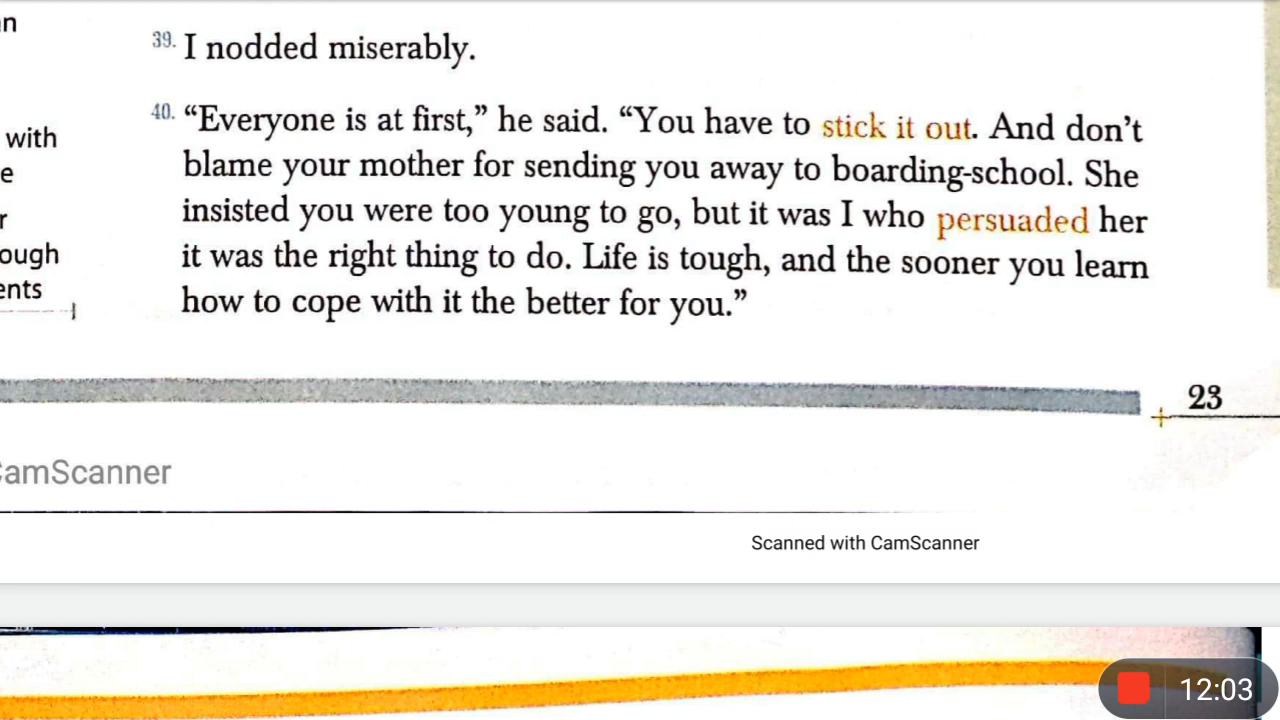 39. I nodded miserably.
with
40. “Everyone is at first,” he said. “You have to stick it out. And don’t
blame your mother for sending you away to boarding-school. She
insisted you were too young to go, but it was I who persuaded her
ough
it was the right thing to do. Life is tough, and the sooner you learn
ents
how to cope with it the better for you.”
23
CamScanner
Scanned with CamScanner
12:03